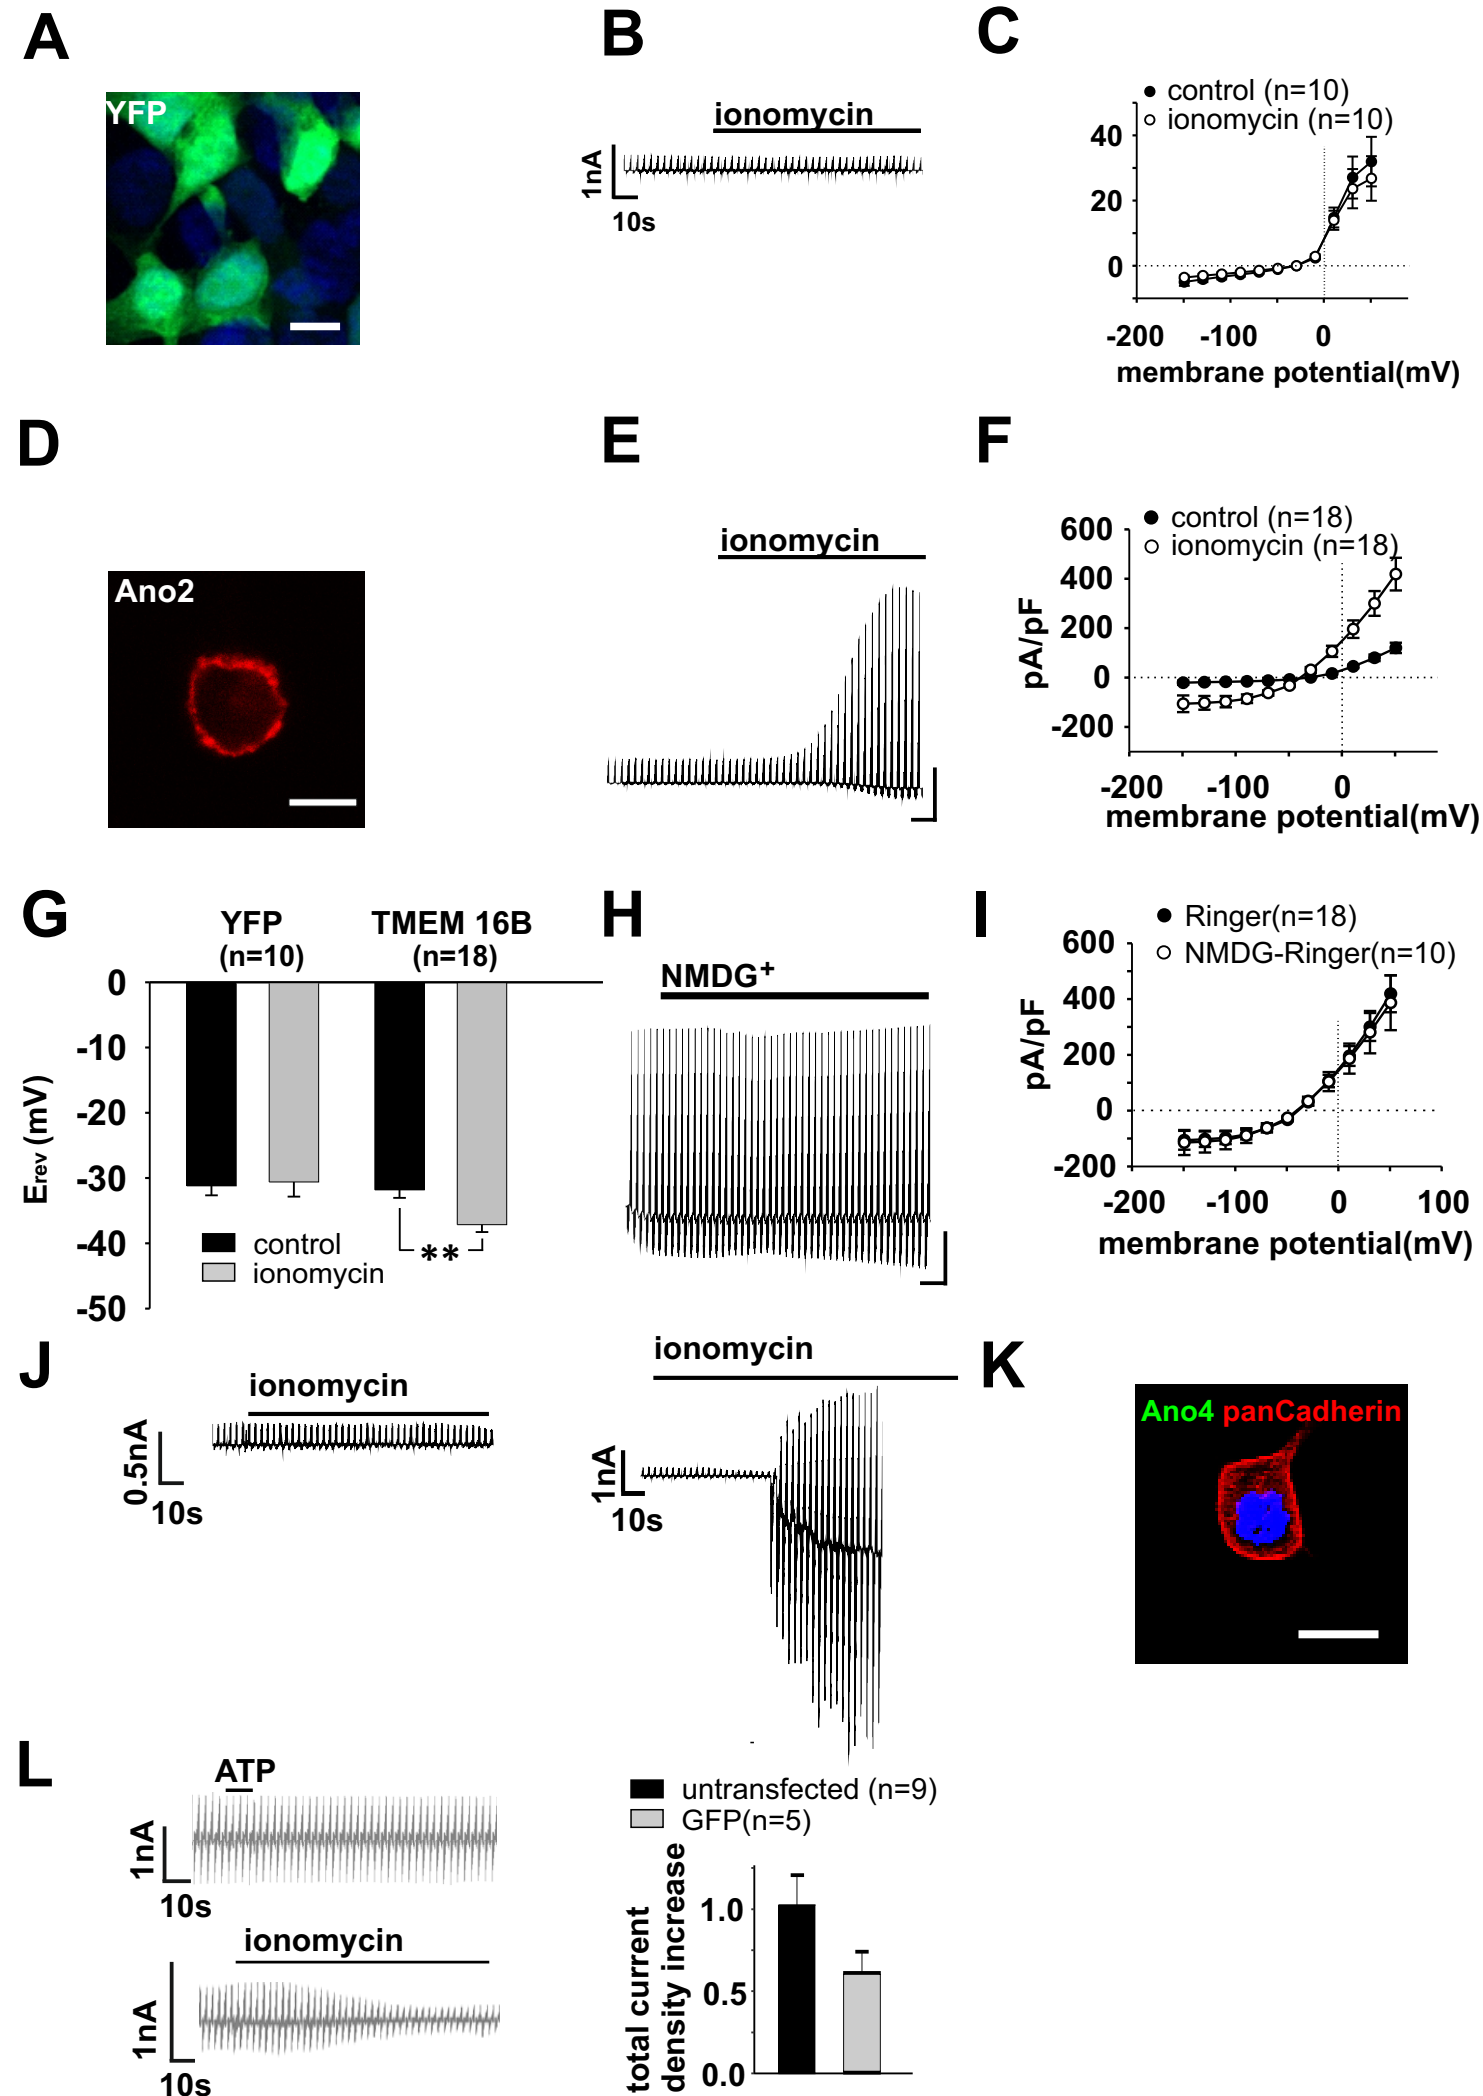 A
YFP
B
ionomycin
1nA
10s
C
control (n=10)
ionomycin (n=10)
40
20
0
-200 -100 0
membrane potential(mV)
D
Ano2
E
ionomycin
F
control (n=18)
ionomycin (n=18)
600
400
200
0
-200
pA/pF
-200 -100 0
membrane potential(mV)
G
YFP
(n=10)
TMEM 16B
(n=18)
0
-10
-20
-30
-40
-50
Erev (mV)
control
ionomycin
**
H
NMDG+
I
Ringer(n=18)
NMDG-Ringer(n=10)
600
400
200
0
-200
pA/pF
-200 -100 0 100
membrane potential(mV)
J
ionomycin
0.5nA
10s
ionomycin
1nA
10s
K
Ano4 panCadherin
L
ATP
1nA
10s
ionomycin
1nA
10s
untransfected (n=9)
GFP(n=5)
total current
density increase
1.0
0.5
0.0